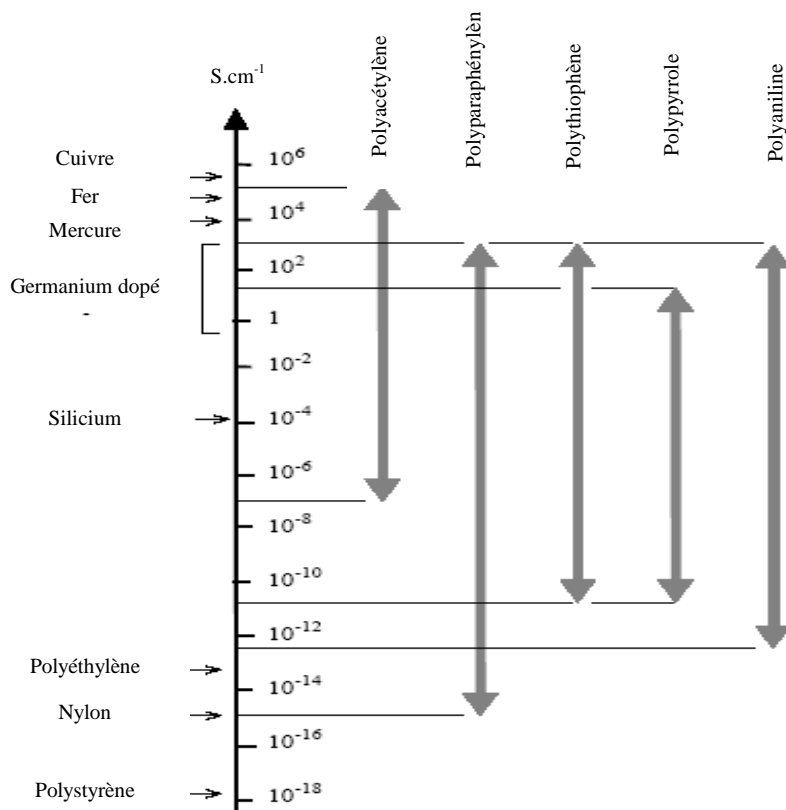 S.cm-1
Polyacétylène
Polyparaphénylèn
Polythiophène
Polypyrrole
Polyaniline
Cuivre
Fer
Mercure
Germanium dopé
-
Silicium
Polyéthylène
Nylon
Polystyrène
10^6
10^4
10^2
1
10^-2
10^-4
10^-6
10^-8
10^-10
10^-12
10^-14
10^-16
10^-18